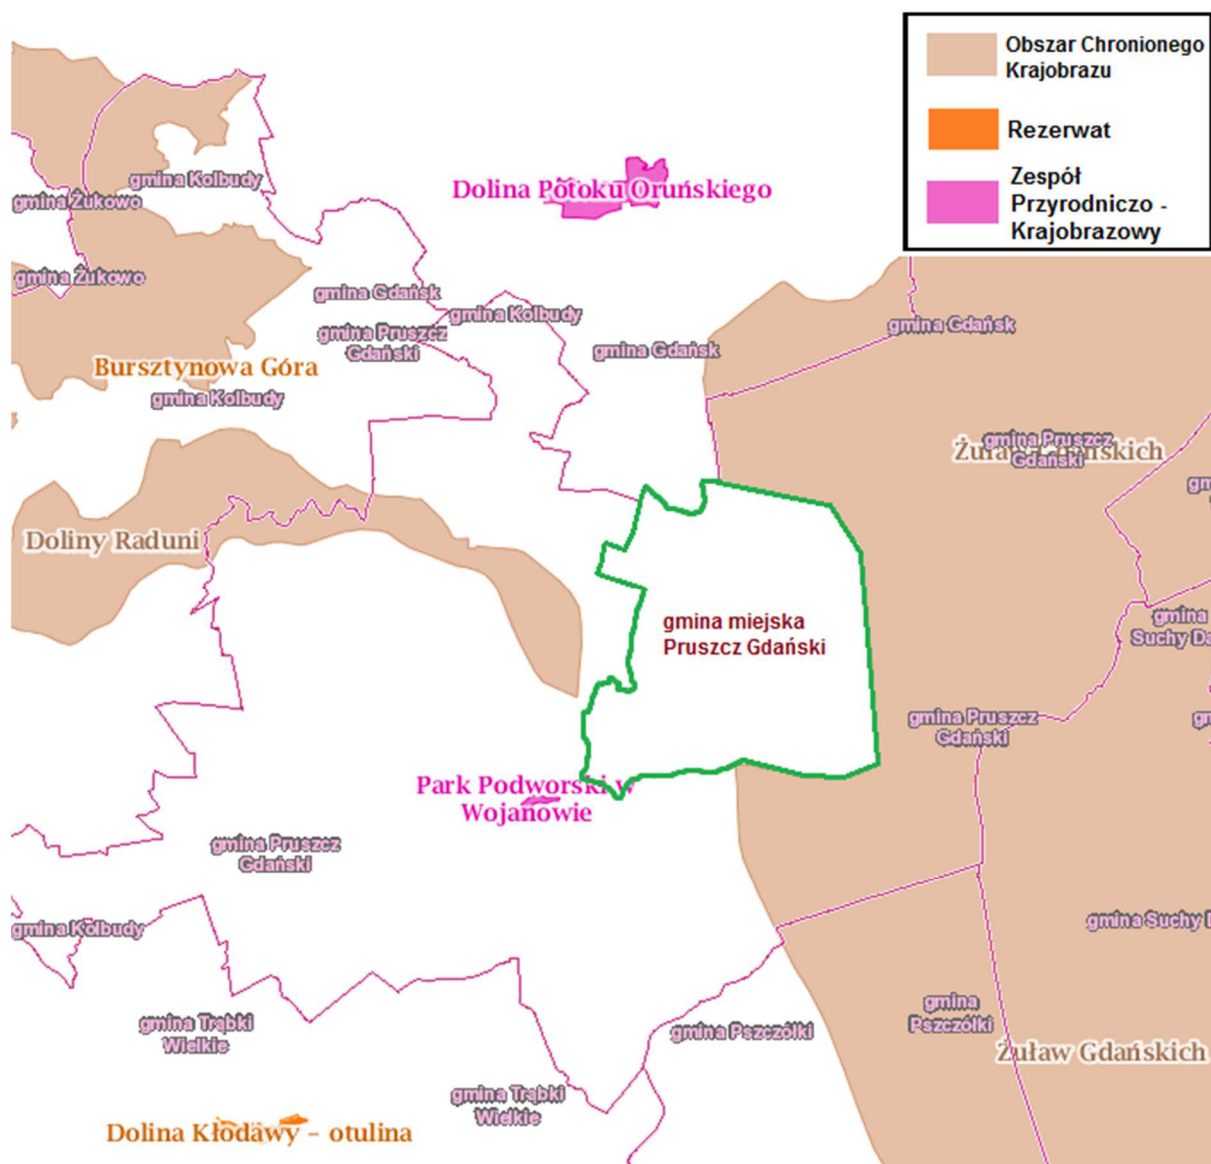 Obszar Chronionego
Krajobrazu
Rezerwat
Zespół
Przyrodniczo -
Krajobrazowy
gmina Kolbudy
Dolina Potoku Oruńskiego
gmina Żukowo
gmina Żukowo
gmina Gdańsk
gmina Kolbudy
gmina Gdańsk
gmina Pruszcz
Gdański
gmina Gdańsk
Bursztynowa Góra
gmina Kolbudy
gmina Pruszcz
Gdański
Żuław Gdańskich
Doliny Raduni
gmina miejska
Pruszcz Gdański
gmina
Suchy Da
gmina Pruszcz
Gdański
Park Podworski w
Wojanowie
gmina Pruszcz
Gdański
gmina Kolbudy
gmina Suchy
gmina Trąbki
Wielkie
gmina Pszczółki
gmina
Pszczółki
Żuław Gdańskich
gmina Trąbki
Wielkie
Dolina Kłodawy – otulina